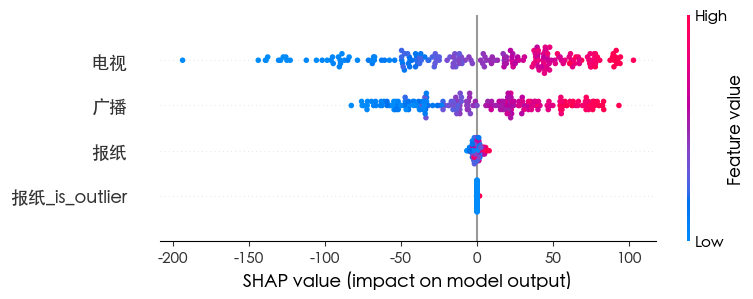 High
电视
广播
报纸
报纸_is_outlier
Feature value
Low
-200 -150 -100 -50 0 50 100
SHAP value (impact on model output)